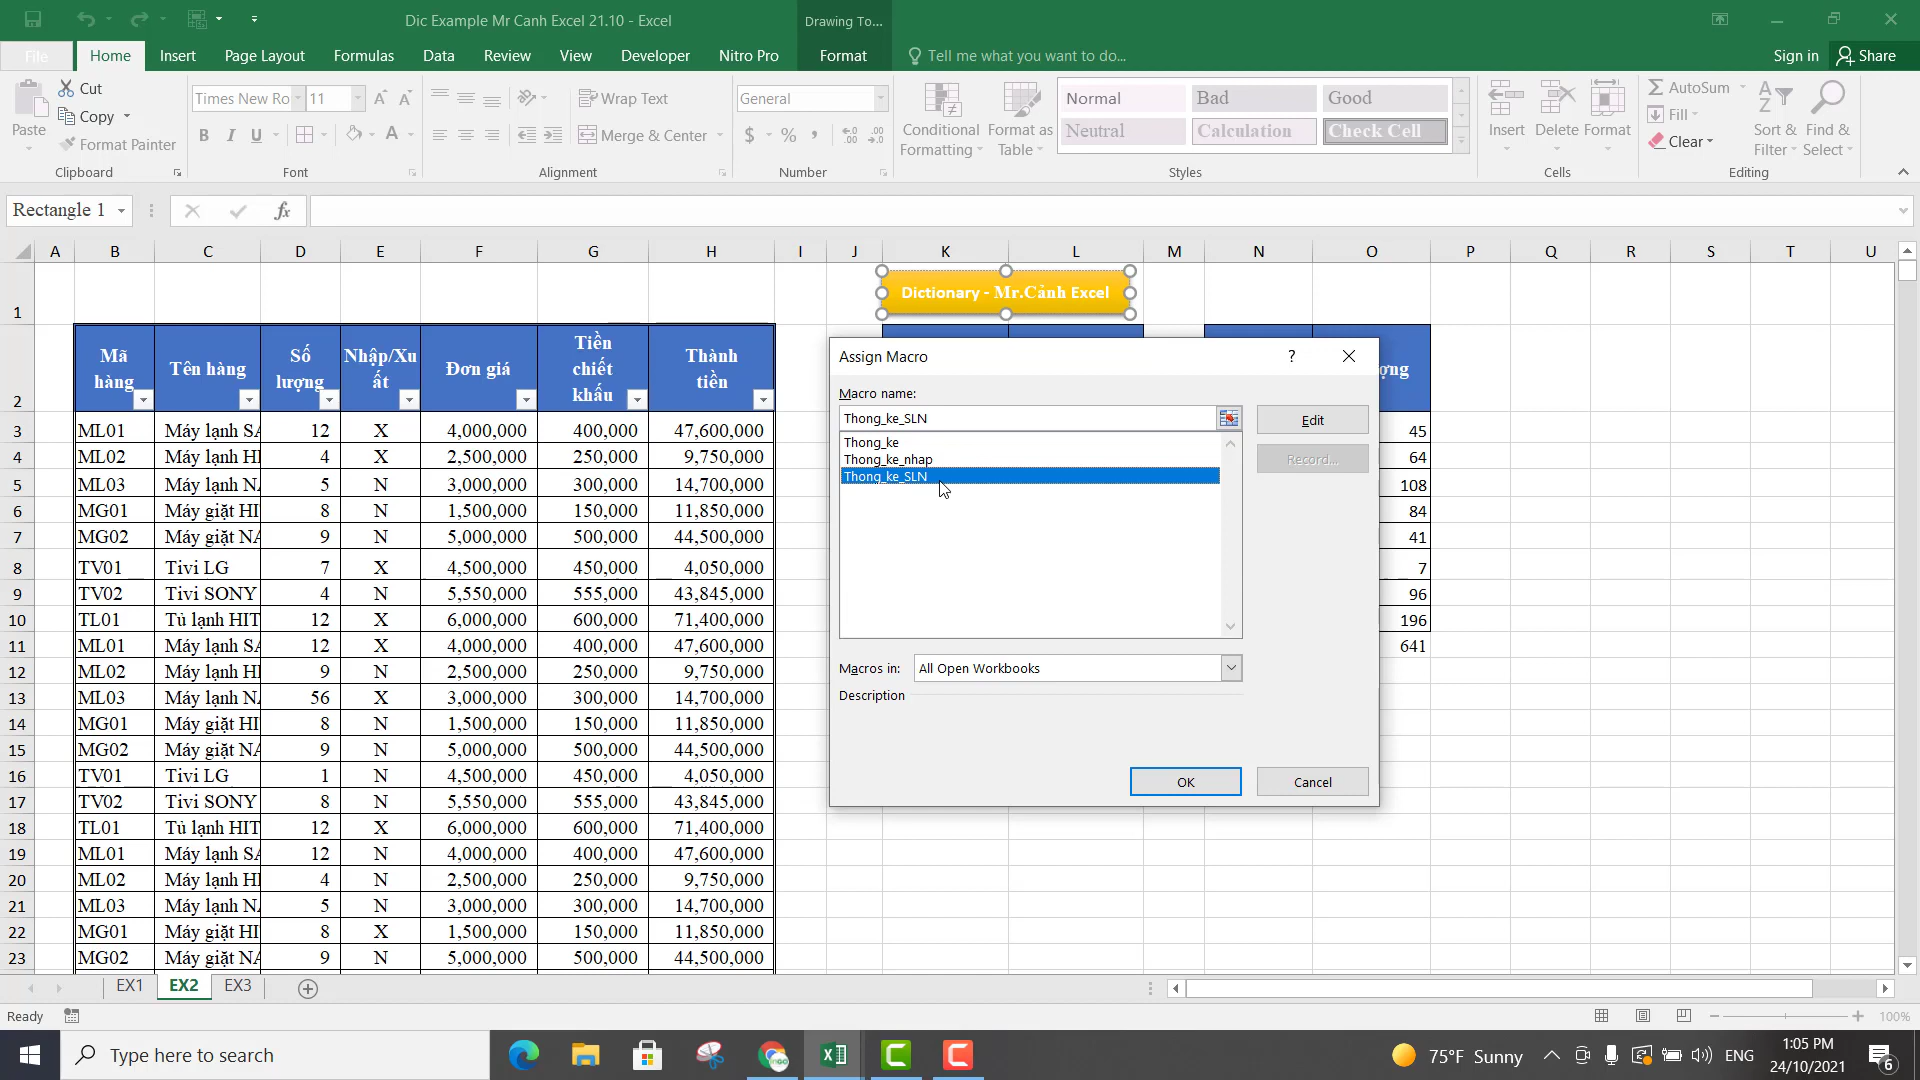 Dic Example Mr Canh Excel 21.10 - Excel
Drawing To...
File Home Insert Page Layout Formulas Data Review View Developer Nitro Pro Format Tell me what you want to do... Sign in Share
Paste
Cut
Copy
Format Painter
Clipboard
Times New Ro 11
B I U
Font
Wrap Text
Merge & Center
Alignment
General
$ % ,
Number
Conditional Formatting
Format as Table
Normal Bad Good
Neutral Calculation Check Cell
Styles
Insert Delete Format
Cells
AutoSum
Fill
Clear
Sort & Filter
Find & Select
Editing
Rectangle 1 fx
A B C D E F G H I J K L M N O P Q R S T U
1 Dictionary - Mr.Cảnh Excel
2 Mã hàng Tên hàng Số lượng Nhập/Xuất Đơn giá Tiền chiết khấu Thành tiền
3 ML01 Máy lạnh SA 12 X 4,000,000 400,000 47,600,000 45
4 ML02 Máy lạnh HI 4 X 2,500,000 250,000 9,750,000 64
5 ML03 Máy lạnh NA 5 N 3,000,000 300,000 14,700,000 108
6 MG01 Máy giặt HI 8 N 1,500,000 150,000 11,850,000 84
7 MG02 Máy giặt NA 9 N 5,000,000 500,000 44,500,000 41
8 TV01 Tivi LG 7 X 4,500,000 450,000 4,050,000 7
9 TV02 Tivi SONY 4 N 5,550,000 555,000 43,845,000 96
10 TL01 Tủ lạnh HIT 12 X 6,000,000 600,000 71,400,000 196
11 ML01 Máy lạnh SA 12 X 4,000,000 400,000 47,600,000 641
12 ML02 Máy lạnh HI 9 N 2,500,000 250,000 9,750,000
13 ML03 Máy lạnh NA 56 X 3,000,000 300,000 14,700,000
14 MG01 Máy giặt HI 8 N 1,500,000 150,000 11,850,000
15 MG02 Máy giặt NA 9 N 5,000,000 500,000 44,500,000
16 TV01 Tivi LG 1 N 4,500,000 450,000 4,050,000
17 TV02 Tivi SONY 8 N 5,550,000 555,000 43,845,000
18 TL01 Tủ lạnh HIT 12 X 6,000,000 600,000 71,400,000
19 ML01 Máy lạnh SA 12 N 4,000,000 400,000 47,600,000
20 ML02 Máy lạnh HI 4 N 2,500,000 250,000 9,750,000
21 ML03 Máy lạnh NA 5 N 3,000,000 300,000 14,700,000
22 MG01 Máy giặt HI 8 X 1,500,000 150,000 11,850,000
23 MG02 Máy giặt NA 9 N 5,000,000 500,000 44,500,000
Assign Macro ?
Macro name:
Thong_ke_SLN
Edit
Thong_ke
Thong_ke_nhap
Thong_ke_SLN
Record...
Macros in: All Open Workbooks
Description
OK Cancel
EX1 EX2 EX3
Ready 100%
Type here to search
75°F Sunny ENG
1:05 PM
24/10/2021
6